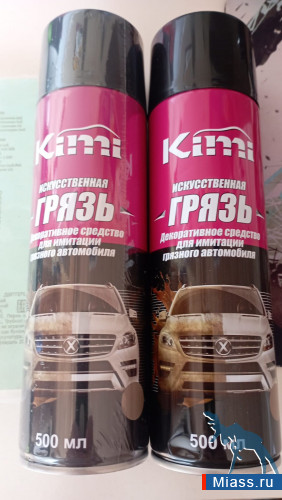 Kimi
ИСКУССТВЕННАЯ
ГРЯЗЬ
Декоративное средство
для имитации
грязного автомобиля
500 мл
Kimi
ИСКУССТВЕННАЯ
ГРЯЗЬ
Декоративное средство
для имитации
грязного автомобиля
500 мл
Miass.ru